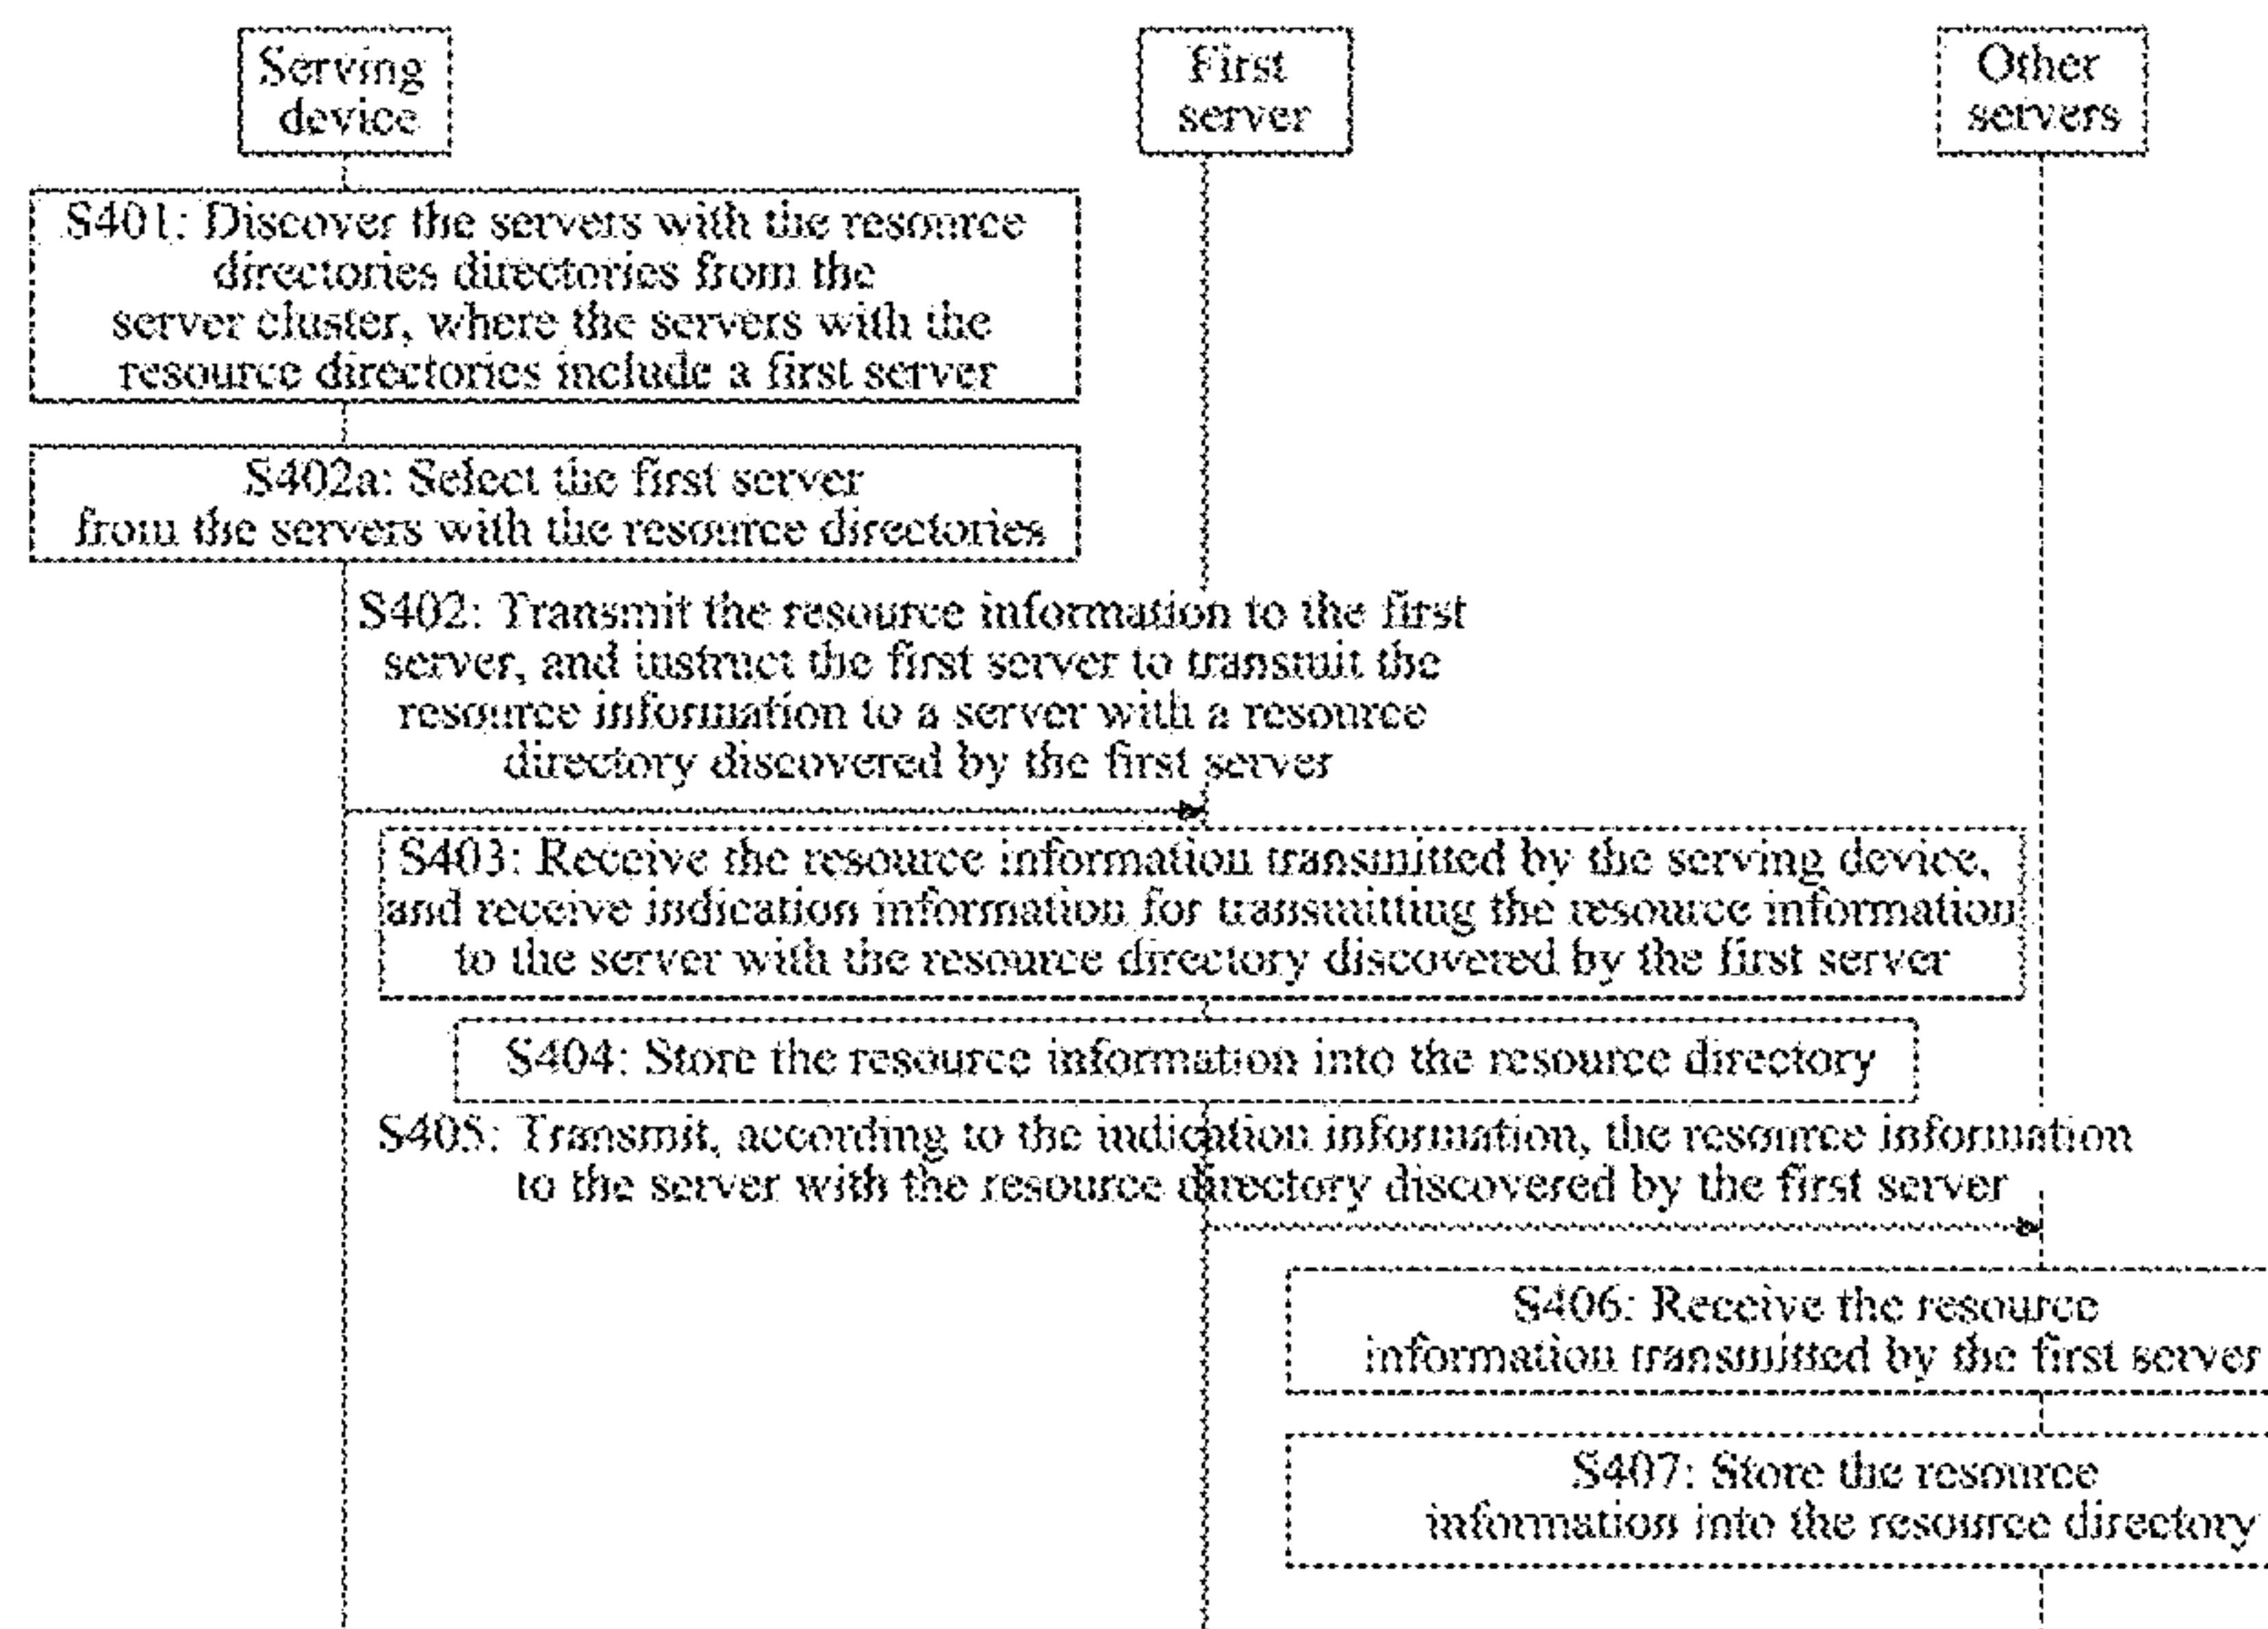 Serving
device
First
server
Other
servers
S401: Discover the servers with the resource
directories directories from the
server cluster, where the servers with the
resource directories include a first server
S402a: Select the first server
from the servers with the resource directories
S402: Transmit the resource information to the first
server, and instruct the first server to transmit the
resource information to a server with a resource
directory discovered by the first server
S403: Receive the resource information transmitted by the serving device,
and receive indication information for transmitting the resource information
to the server with the resource directory discovered by the first server
S404: Store the resource information into the resource directory
S405: Transmit, according to the indication information, the resource information
to the server with the resource directory discovered by the first server
S406: Receive the resource
information transmitted by the first server
S407: Store the resource
information into the resource directory